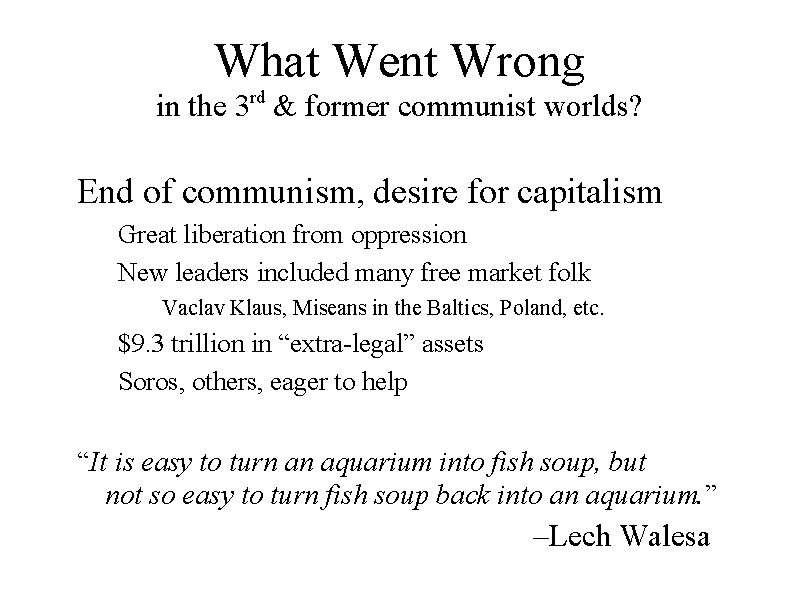 What Went Wrong
in the 3rd & former communist worlds?
End of communism, desire for capitalism
Great liberation from oppression
New leaders included many free market folk
Vaclav Klaus, Miseans in the Baltics, Poland, etc.
$9.3 trillion in “extra-legal” assets
Soros, others, eager to help
“It is easy to turn an aquarium into fish soup, but
not so easy to turn fish soup back into an aquarium.”
–Lech Walesa